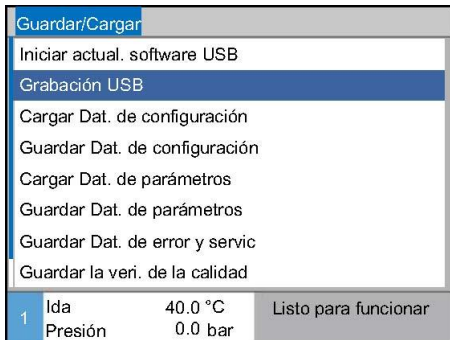 Guardar/Cargar
Iniciar actual. software USB
Grabación USB
Cargar Dat. de configuración
Guardar Dat. de configuración
Cargar Dat. de parámetros
Guardar Dat. de parámetros
Guardar Dat. de error y servic
Guardar la veri. de la calidad
1 Ida 40.0 °C Listo para funcionar
Presión 0.0 bar